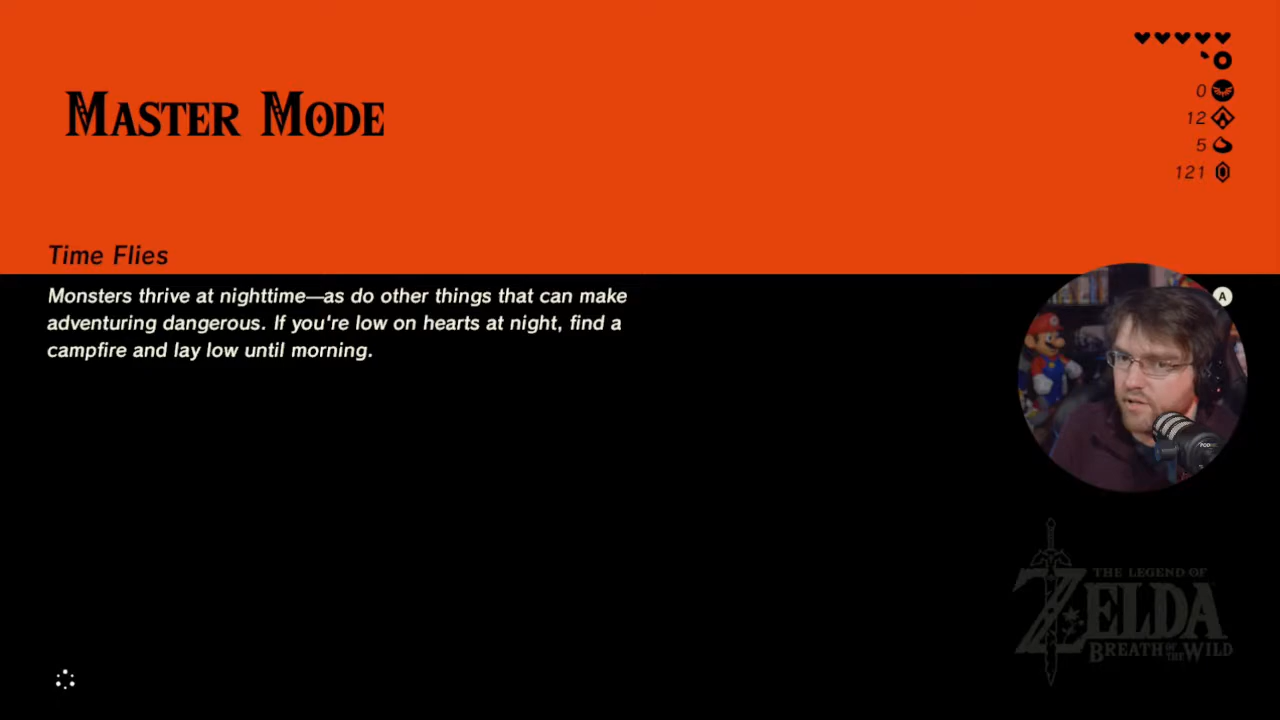 Master Mode
0
12
5
121
Time Flies
Monsters thrive at nighttime—as do other things that can make
adventuring dangerous. If you're low on hearts at night, find a
campfire and lay low until morning.
A
THE LEGEND OF
ZELDA
BREATH OF THE WILD